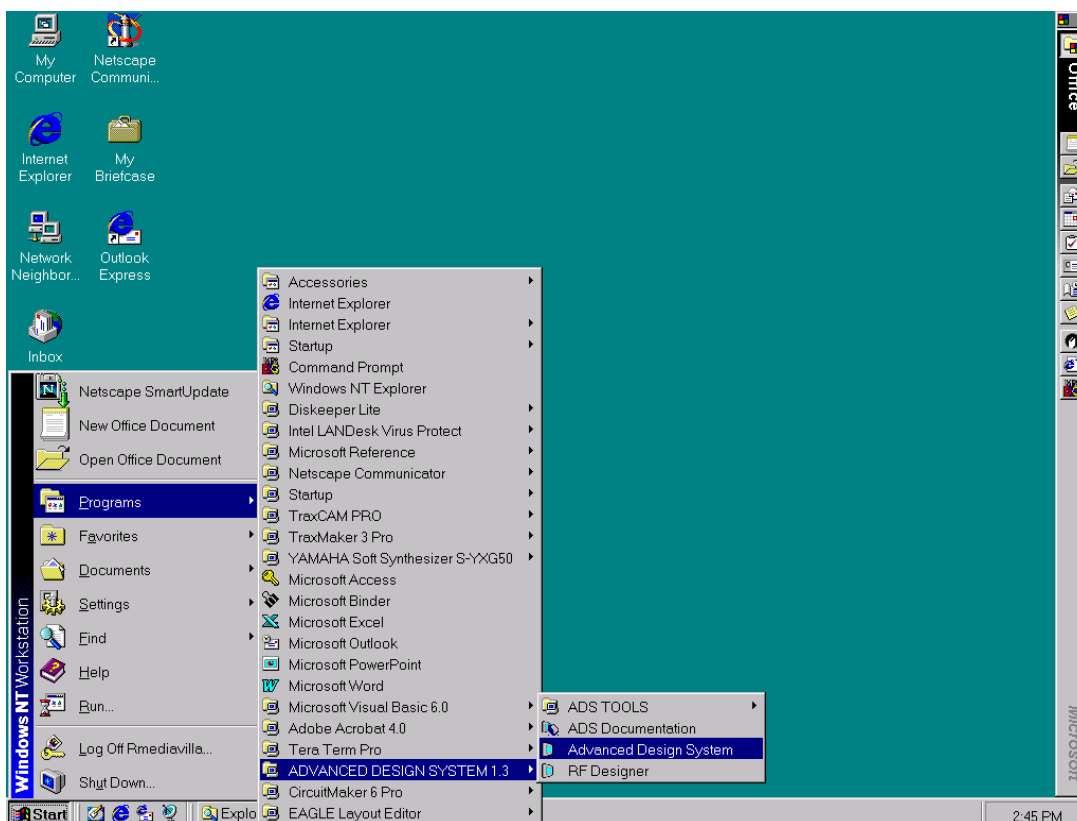 My
Computer
Netscape
Communi...
Internet
Explorer
My
Briefcase
Network
Neighbor...
Outlook
Express
Inbox
Netscape SmartUpdate
New Office Document
Open Office Document
Programs
Favorites
Documents
Settings
Find
Help
Run...
Log Off Rmediavilla...
Shut Down...
Windows NT Workstation
Accessories
Internet Explorer
Internet Explorer
Startup
Command Prompt
Windows NT Explorer
Diskeeper Lite
Intel LANDesk Virus Protect
Microsoft Reference
Netscape Communicator
Startup
TraxCAM PRO
TraxMaker 3 Pro
YAMAHA Soft Synthesizer S-YXG50
Microsoft Access
Microsoft Binder
Microsoft Excel
Microsoft Outlook
Microsoft PowerPoint
Microsoft Word
Microsoft Visual Basic 6.0
Adobe Acrobat 4.0
Tera Term Pro
ADVANCED DESIGN SYSTEM 1.3
CircuitMaker 6 Pro
EAGLE Layout Editor
ADS TOOLS
ADS Documentation
Advanced Design System
RF Designer
Office
Microsoft
Start
Explo
2:45 PM